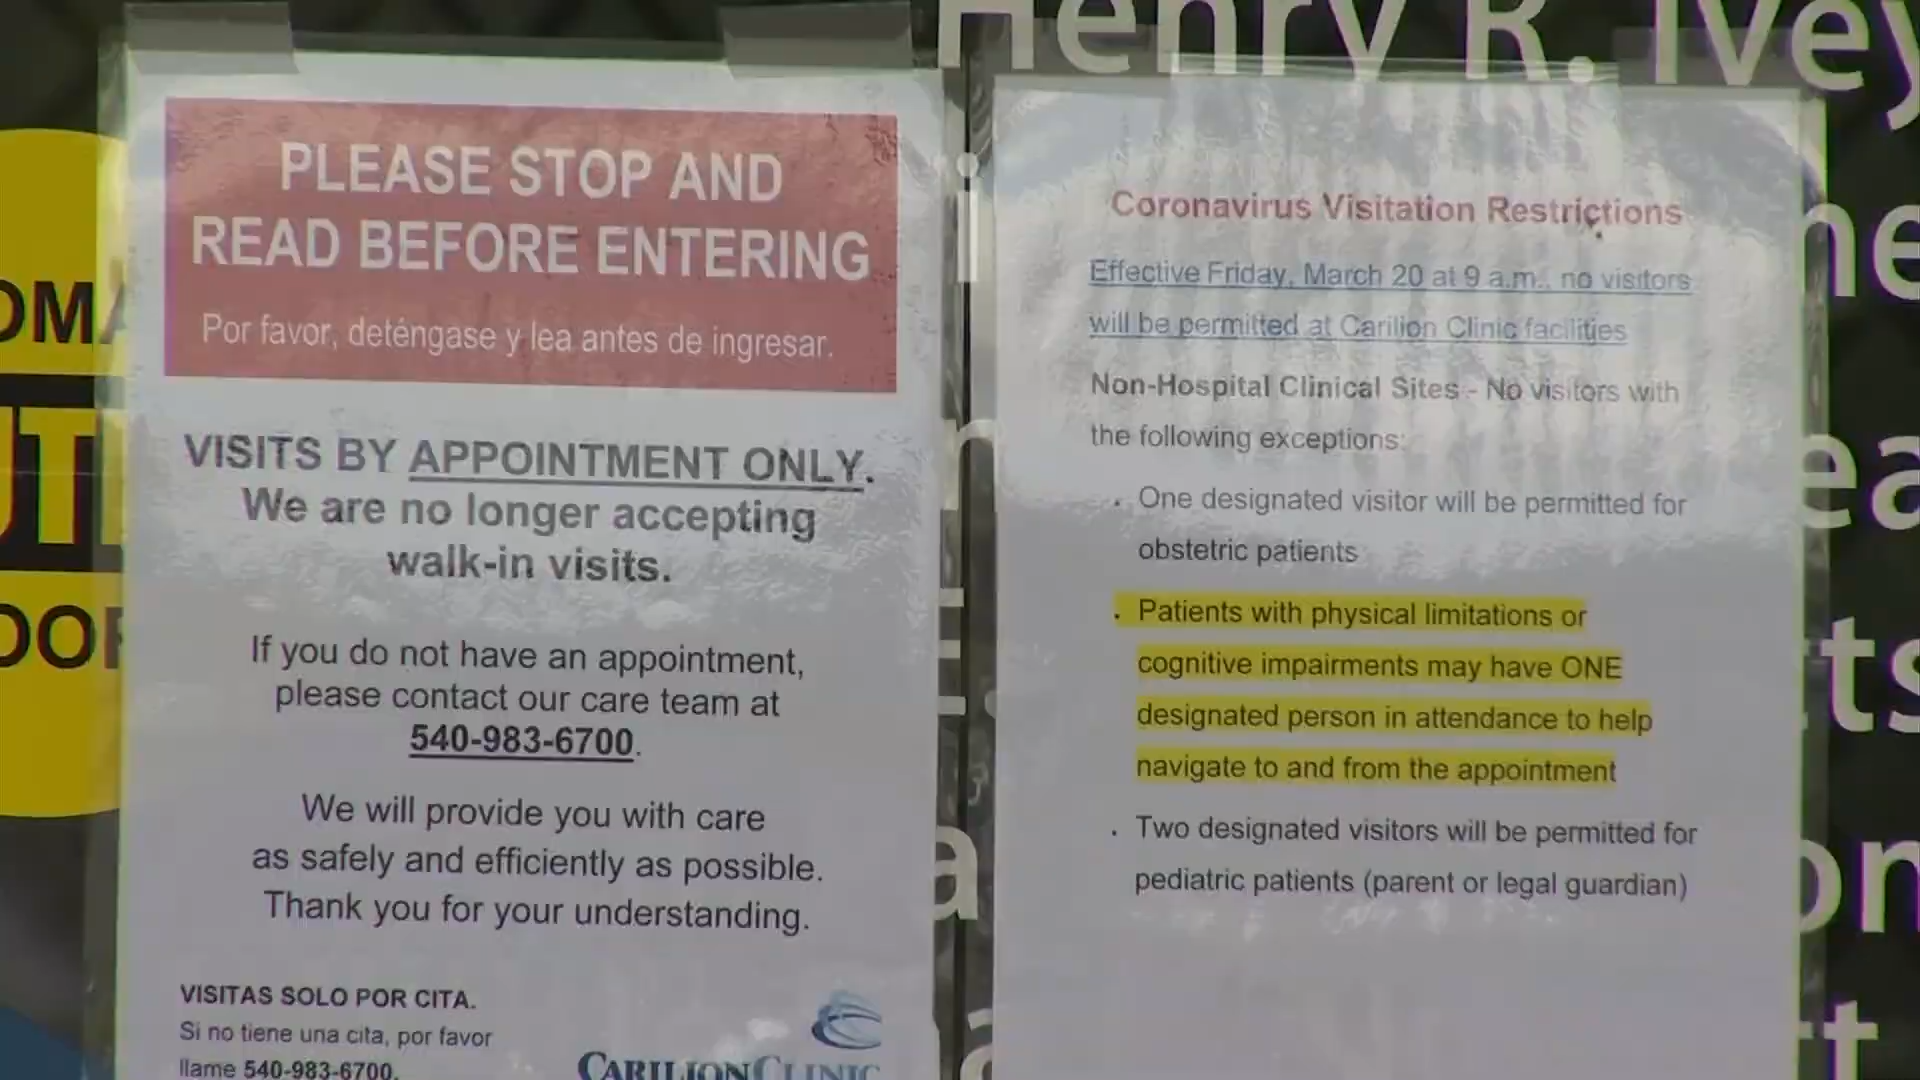 Henry R. Ivey
PLEASE STOP AND
READ BEFORE ENTERING
Por favor, deténgase y lea antes de ingresar.
VISITS BY APPOINTMENT ONLY.
We are no longer accepting
walk-in visits.
If you do not have an appointment,
please contact our care team at
540-983-6700.
We will provide you with care
as safely and efficiently as possible.
Thank you for your understanding.
VISITAS SOLO POR CITA.
Si no tiene una cita, por favor
llame 540-983-6700.
CARILION CLINIC
Coronavirus Visitation Restrictions
Effective Friday, March 20 at 9 a.m., no visitors
will be permitted at Carilion Clinic facilities
Non-Hospital Clinical Sites - No visitors with
the following exceptions:
. One designated visitor will be permitted for
obstetric patients
. Patients with physical limitations or
cognitive impairments may have ONE
designated person in attendance to help
navigate to and from the appointment
. Two designated visitors will be permitted for
pediatric patients (parent or legal guardian)